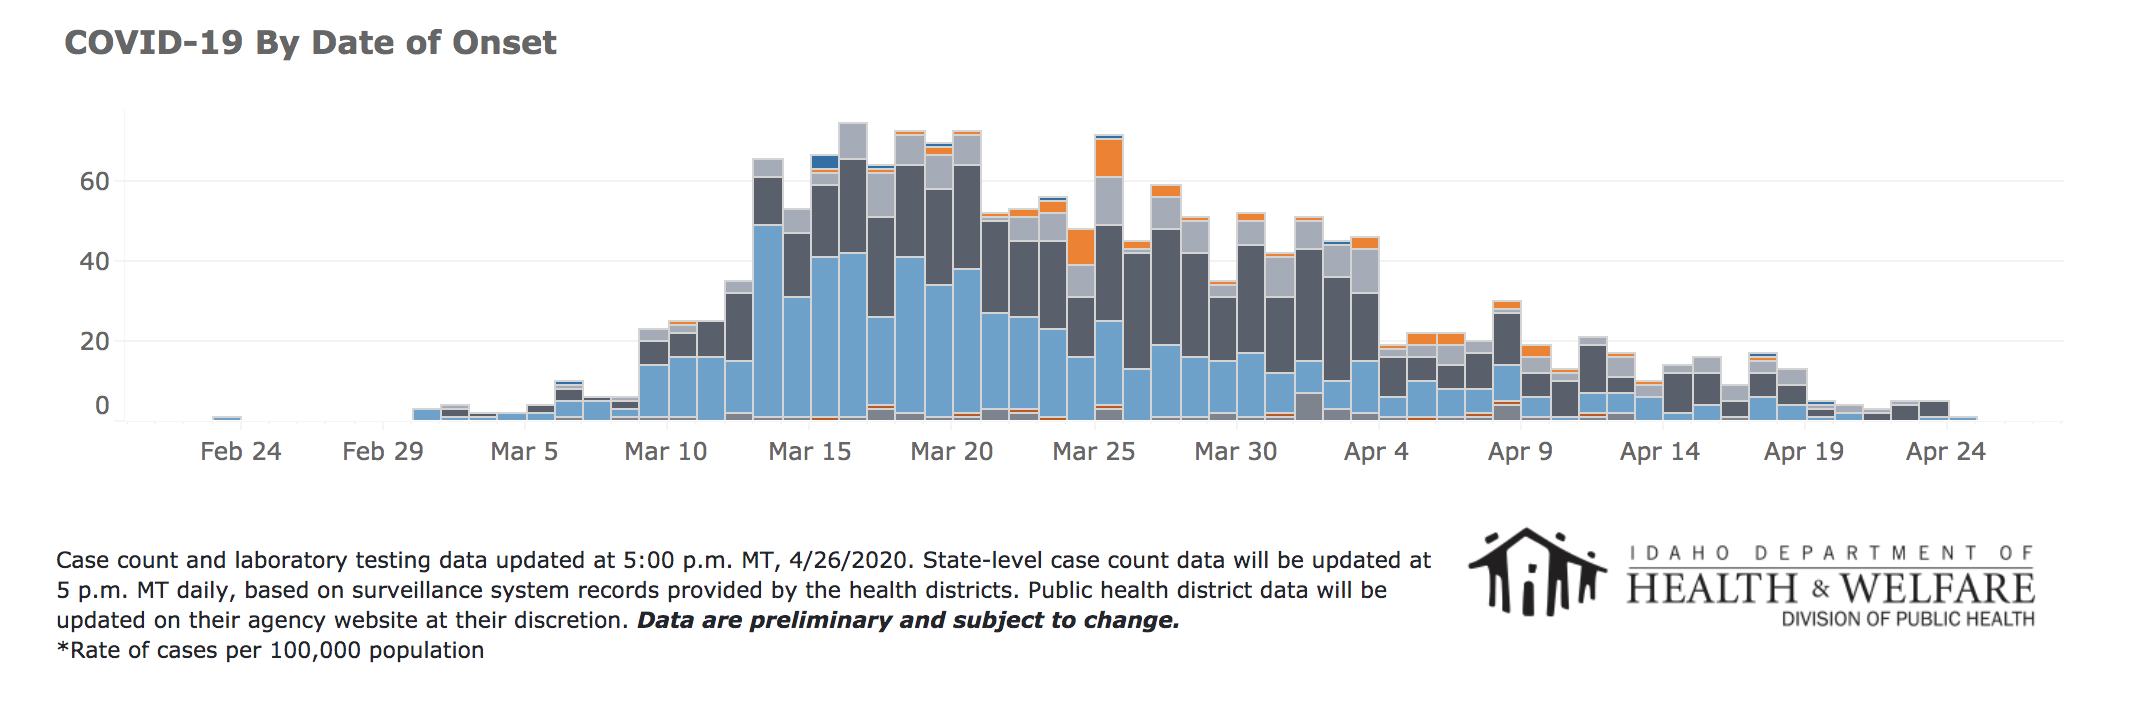 COVID-19 By Date of Onset
60
40
20
0
Feb 24 Feb 29 Mar 5 Mar 10 Mar 15 Mar 20 Mar 25 Mar 30 Apr 4 Apr 9 Apr 14 Apr 19 Apr 24
Case count and laboratory testing data updated at 5:00 p.m. MT, 4/26/2020. State-level case count data will be updated at
5 p.m. MT daily, based on surveillance system records provided by the health districts. Public health district data will be
updated on their agency website at their discretion. Data are preliminary and subject to change.
*Rate of cases per 100,000 population
IDAHO DEPARTMENT OF
HEALTH & WELFARE
DIVISION OF PUBLIC HEALTH